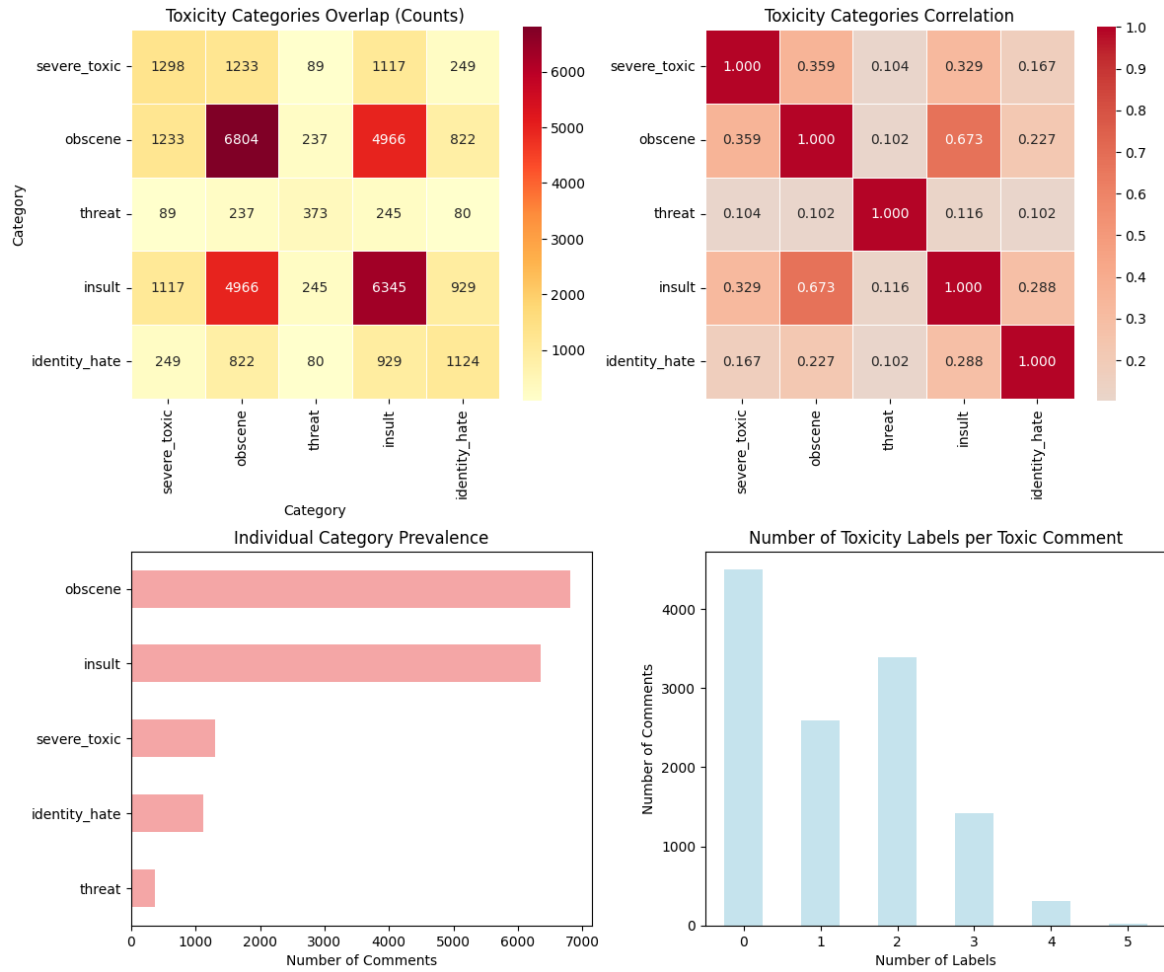 Toxicity Categories Overlap (Counts)
severe_toxic 1298 1233 89 1117 249
obscene 1233 6804 237 4966 822
threat 89 237 373 245 80
insult 1117 4966 245 6345 929
identity_hate 249 822 80 929 1124
Category
severe_toxic obscene threat insult identity_hate
Category
6000
5000
4000
3000
2000
1000
Toxicity Categories Correlation
severe_toxic 1.000 0.359 0.104 0.329 0.167
obscene 0.359 1.000 0.102 0.673 0.227
threat 0.104 0.102 1.000 0.116 0.102
insult 0.329 0.673 0.116 1.000 0.288
identity_hate 0.167 0.227 0.102 0.288 1.000
severe_toxic obscene threat insult identity_hate
1.0
0.9
0.8
0.7
0.6
0.5
0.4
0.3
0.2
Individual Category Prevalence
obscene
insult
severe_toxic
identity_hate
threat
0 1000 2000 3000 4000 5000 6000 7000
Number of Comments
Number of Toxicity Labels per Toxic Comment
Number of Comments
4000
3000
2000
1000
0
0 1 2 3 4 5
Number of Labels